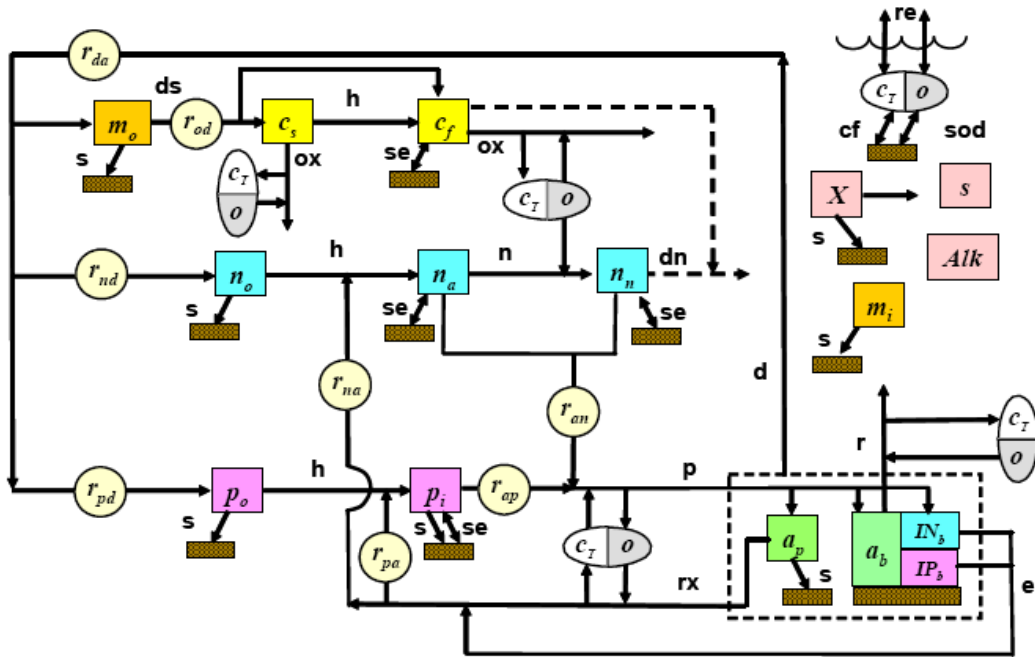 re
r_da
c_T o
ds
h
cf sod
m_o r_od c_s c_f
ox
s
ox
se
c_T
o
c_T o
X s
s
h n dn
Alk
r_nd n_o n_a n_n
s se se
m_i
s
d
r_na r_an
r
c_T
o
h p
r_pd p_o p_i r_ap
s s se
a_p a_b IN_b
IP_b
c_T o
r_pa
s
rx
e